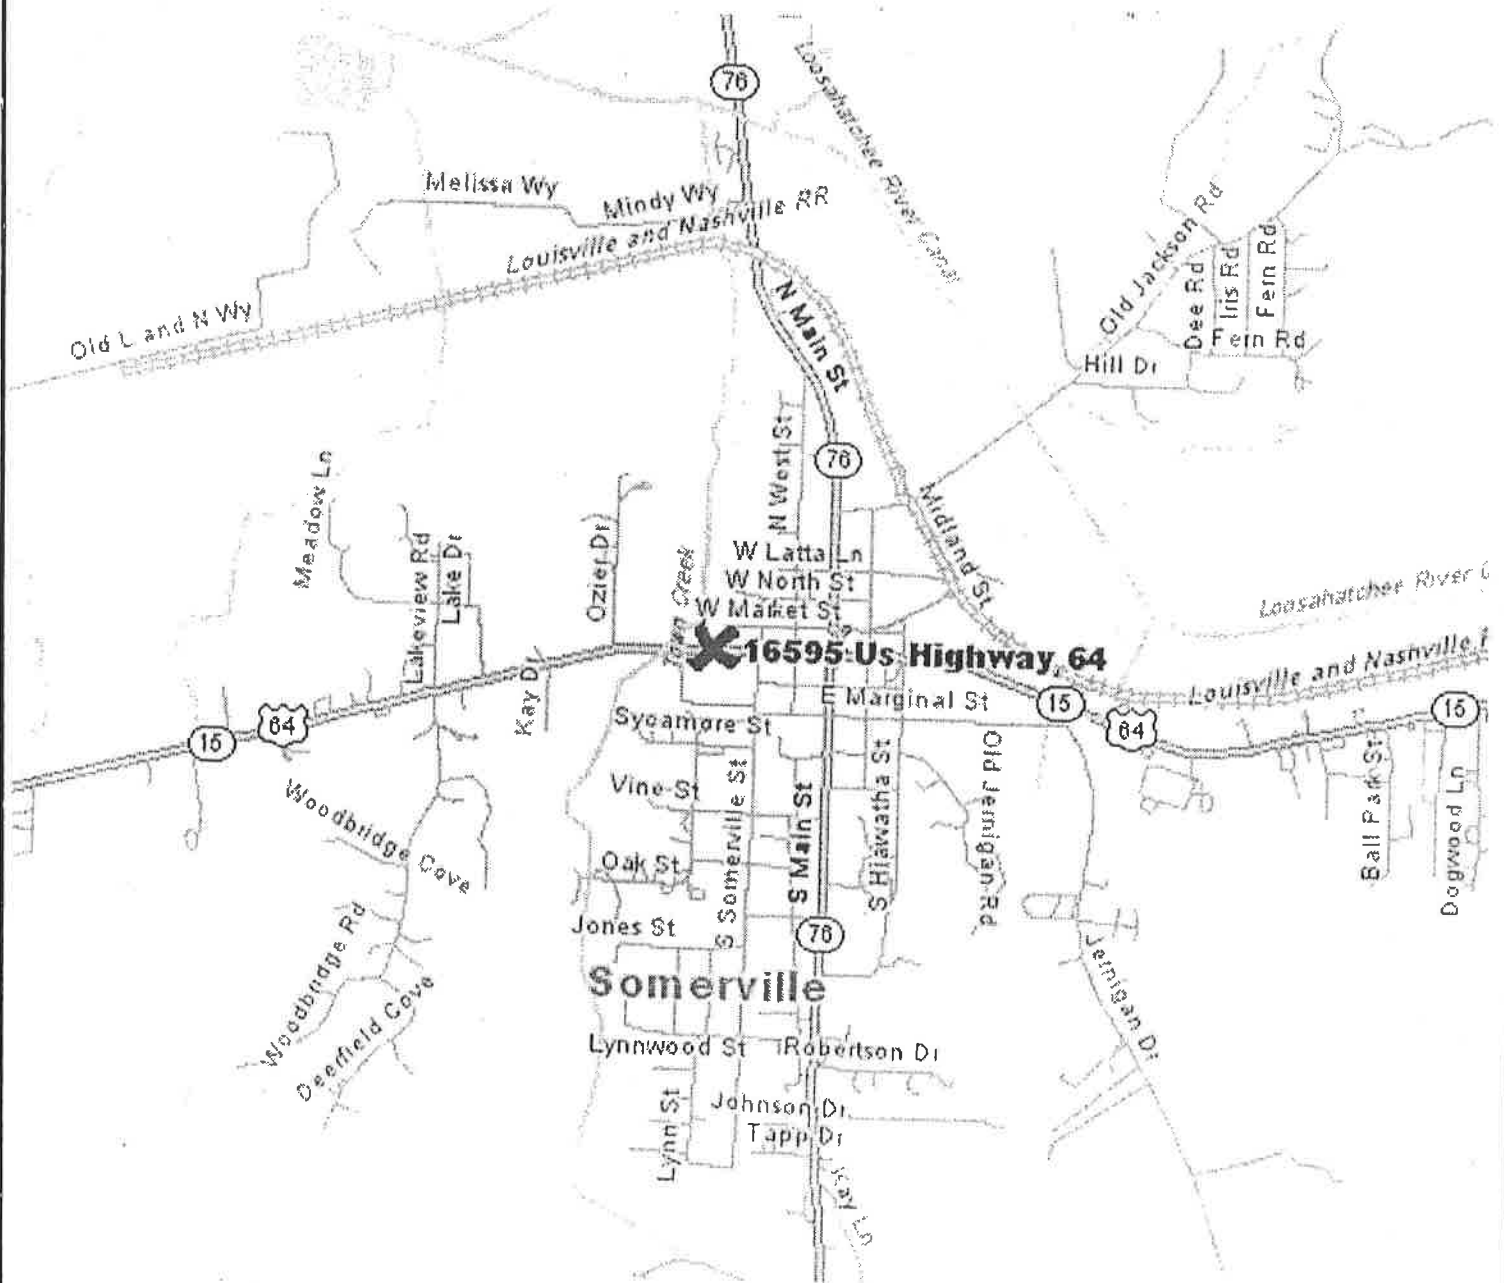 76
Loosahatchee River Canal
Melissa Wy
Mindy Wy
Louisville and Nashville RR
Old L and N Wy
N Main St
Old Jackson Rd
Dee Rd
Iris Rd
Fern Rd
Fern Rd
Hill Dr
N West St
76
Midland St
Meadow Ln
Lakeview Rd
Lake Dr
Ozier Dr
Town Creek
W Latta Ln
W North St
W Market St
Loosahatchee River C
16595 Us Highway 64
Louisville and Nashville R
Kay Dr
E Marginal St
15
64
15
64
15
Sycamore St
Old Jernigan Rd
Vine St
S Somerville St
S Main St
S Hiawatha St
Ball Park St
Dogwood Ln
Woodbridge Cove
Oak St
Jones St
76
Woodbridge Rd
Deerfield Cove
Somerville
Jernigan Dr
Lynnwood St
Robertson Dr
Lynn St
Johnson Dr
Tapp Dr
Kay Ln